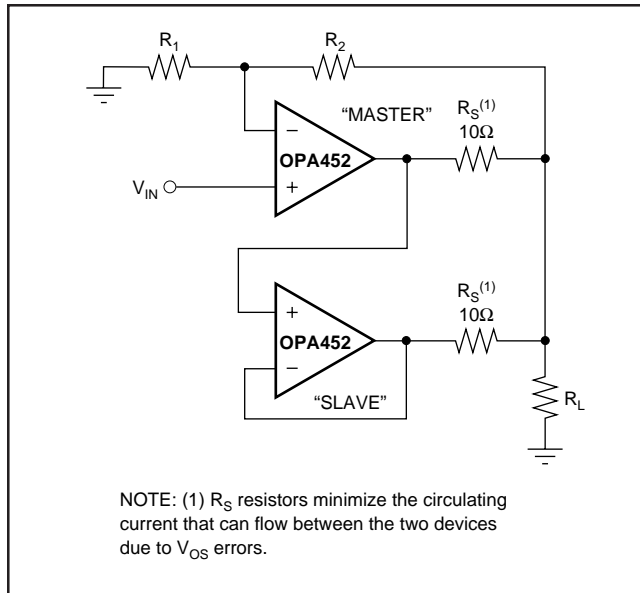 R1
R2
"MASTER"
RS(1)
10Ω
−
OPA452
+
VIN
RS(1)
10Ω
+
OPA452
−
"SLAVE"
RL
NOTE: (1) RS resistors minimize the circulating
current that can flow between the two devices
due to VOS errors.